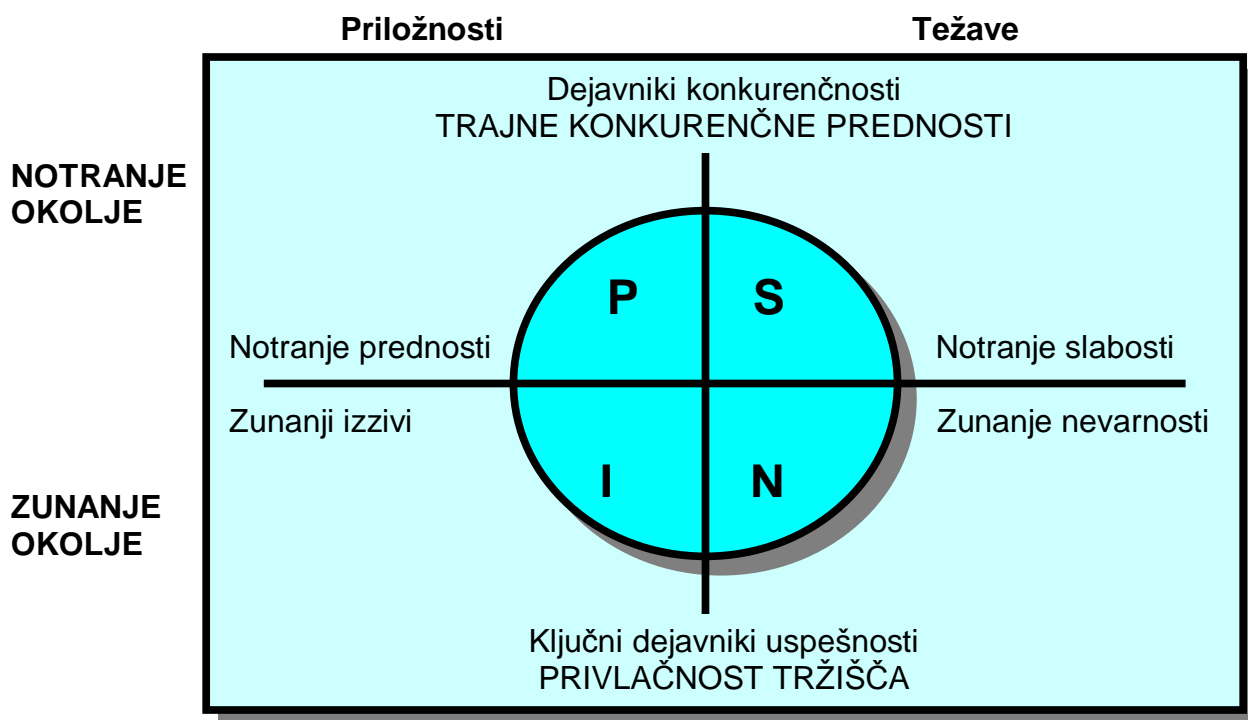 Priložnosti
Težave
Dejavniki konkurenčnosti
TRAJNE KONKURENČNE PREDNOSTI
NOTRANJE
OKOLJE
P
S
Notranje prednosti
Notranje slabosti
Zunanji izzivi
Zunanje nevarnosti
I
N
ZUNANJE
OKOLJE
Ključni dejavniki uspešnosti
PRIVLAČNOST TRŽIŠČA